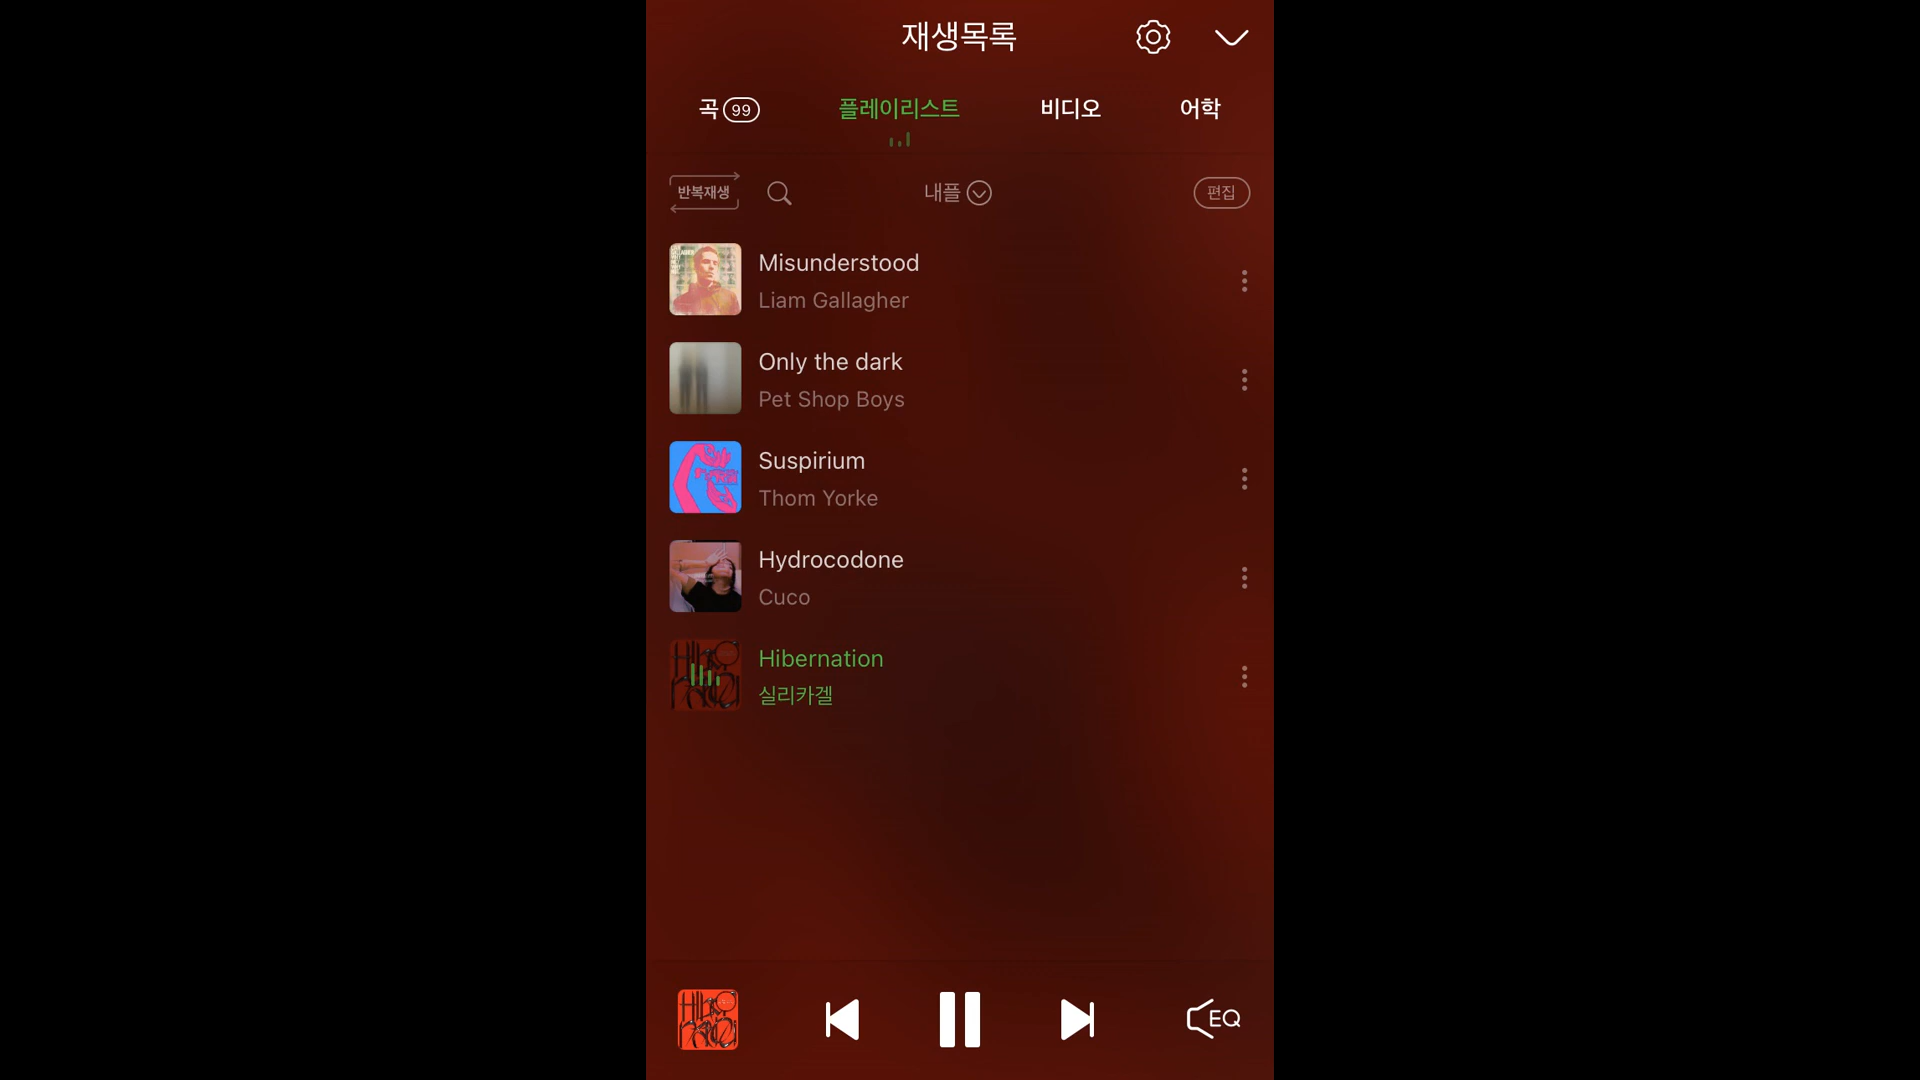 재생목록
곡 99 플레이리스트 비디오 어학
반복재생 내플 편집
Misunderstood
Liam Gallagher
Only the dark
Pet Shop Boys
Suspirium
Thom Yorke
Hydrocodone
Cuco
Hibernation
실리카겔
EQ